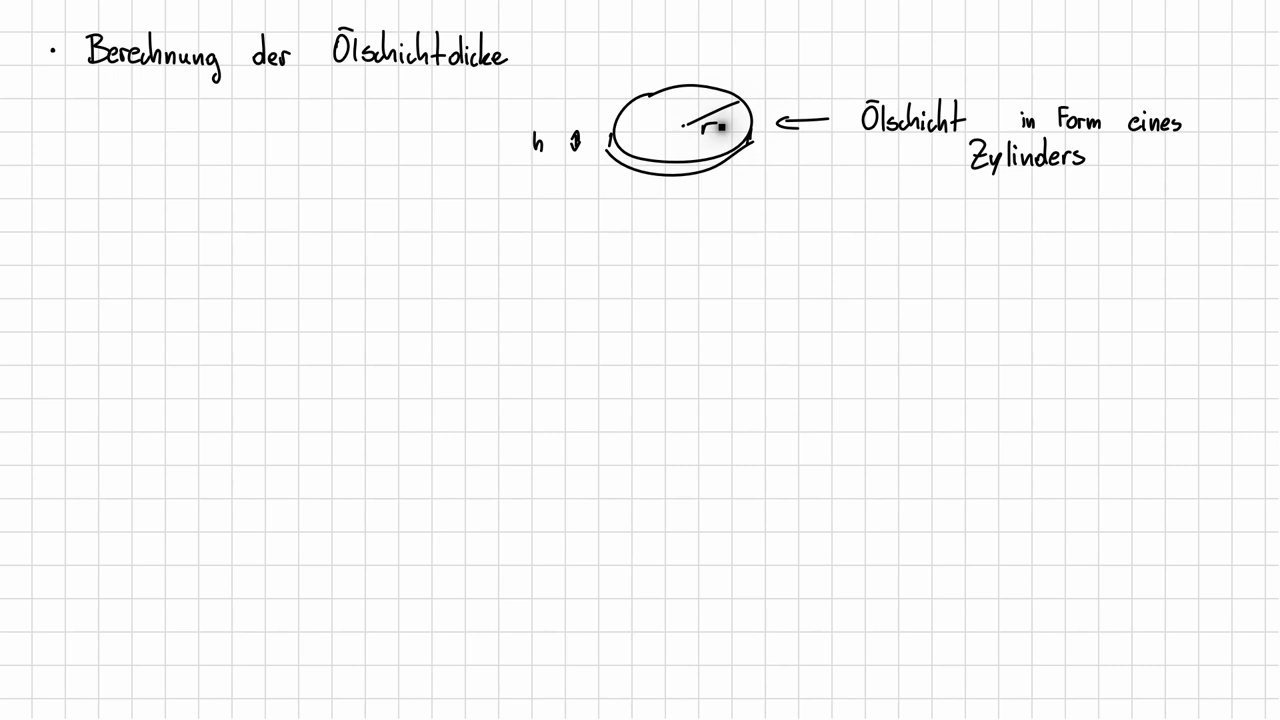 · Berechnung der Ölschichtdicke
h r
Ölschicht in Form eines
Zylinders